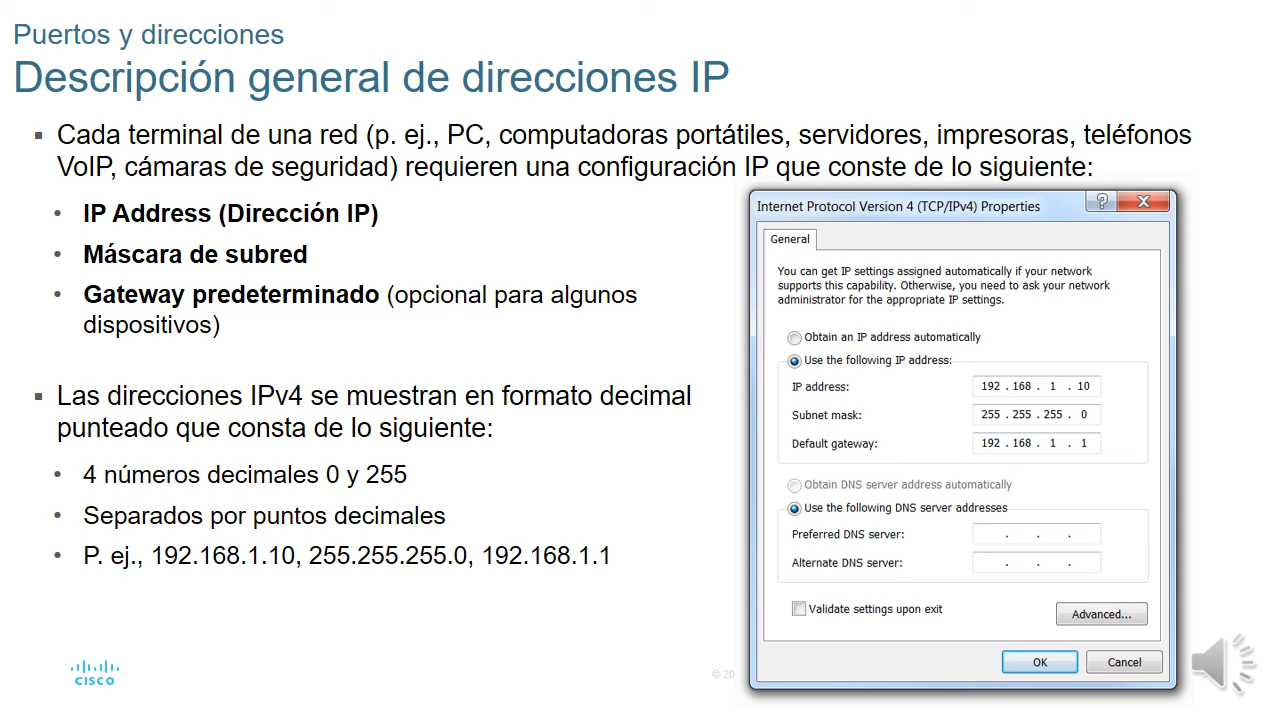 Puertos y direcciones
Descripción general de direcciones IP
▪ Cada terminal de una red (p. ej., PC, computadoras portátiles, servidores, impresoras, teléfonos
VoIP, cámaras de seguridad) requieren una configuración IP que conste de lo siguiente:
• IP Address (Dirección IP)
• Máscara de subred
• Gateway predeterminado (opcional para algunos
dispositivos)
▪ Las direcciones IPv4 se muestran en formato decimal
punteado que consta de lo siguiente:
• 4 números decimales 0 y 255
• Separados por puntos decimales
• P. ej., 192.168.1.10, 255.255.255.0, 192.168.1.1
Internet Protocol Version 4 (TCP/IPv4) Properties
General
You can get IP settings assigned automatically if your network
supports this capability. Otherwise, you need to ask your network
administrator for the appropriate IP settings.
Obtain an IP address automatically
Use the following IP address:
IP address: 192 . 168 . 1 . 10
Subnet mask: 255 . 255 . 255 . 0
Default gateway: 192 . 168 . 1 . 1
Obtain DNS server address automatically
Use the following DNS server addresses
Preferred DNS server: . . .
Alternate DNS server: . . .
Validate settings upon exit
Advanced...
OK Cancel
CISCO
© 20